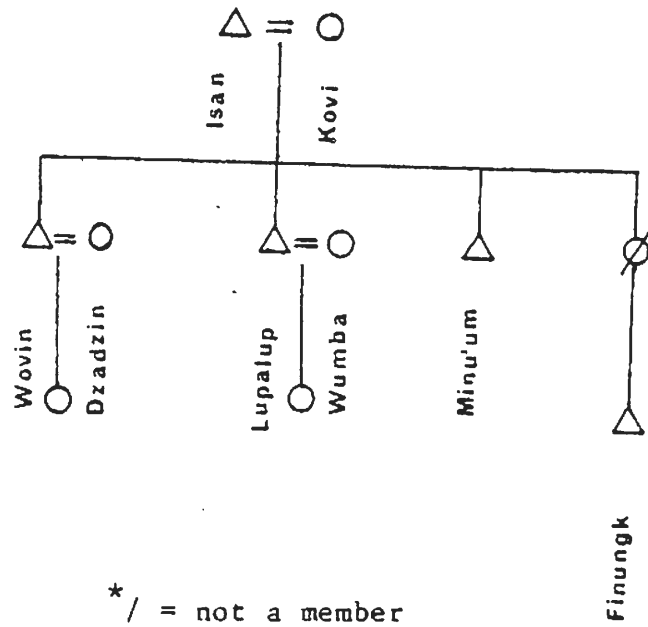 Isan
Kovi
Wovin
Dzadzin
Lupalup
Wumba
Minu'um
Finungk
*/ = not a member